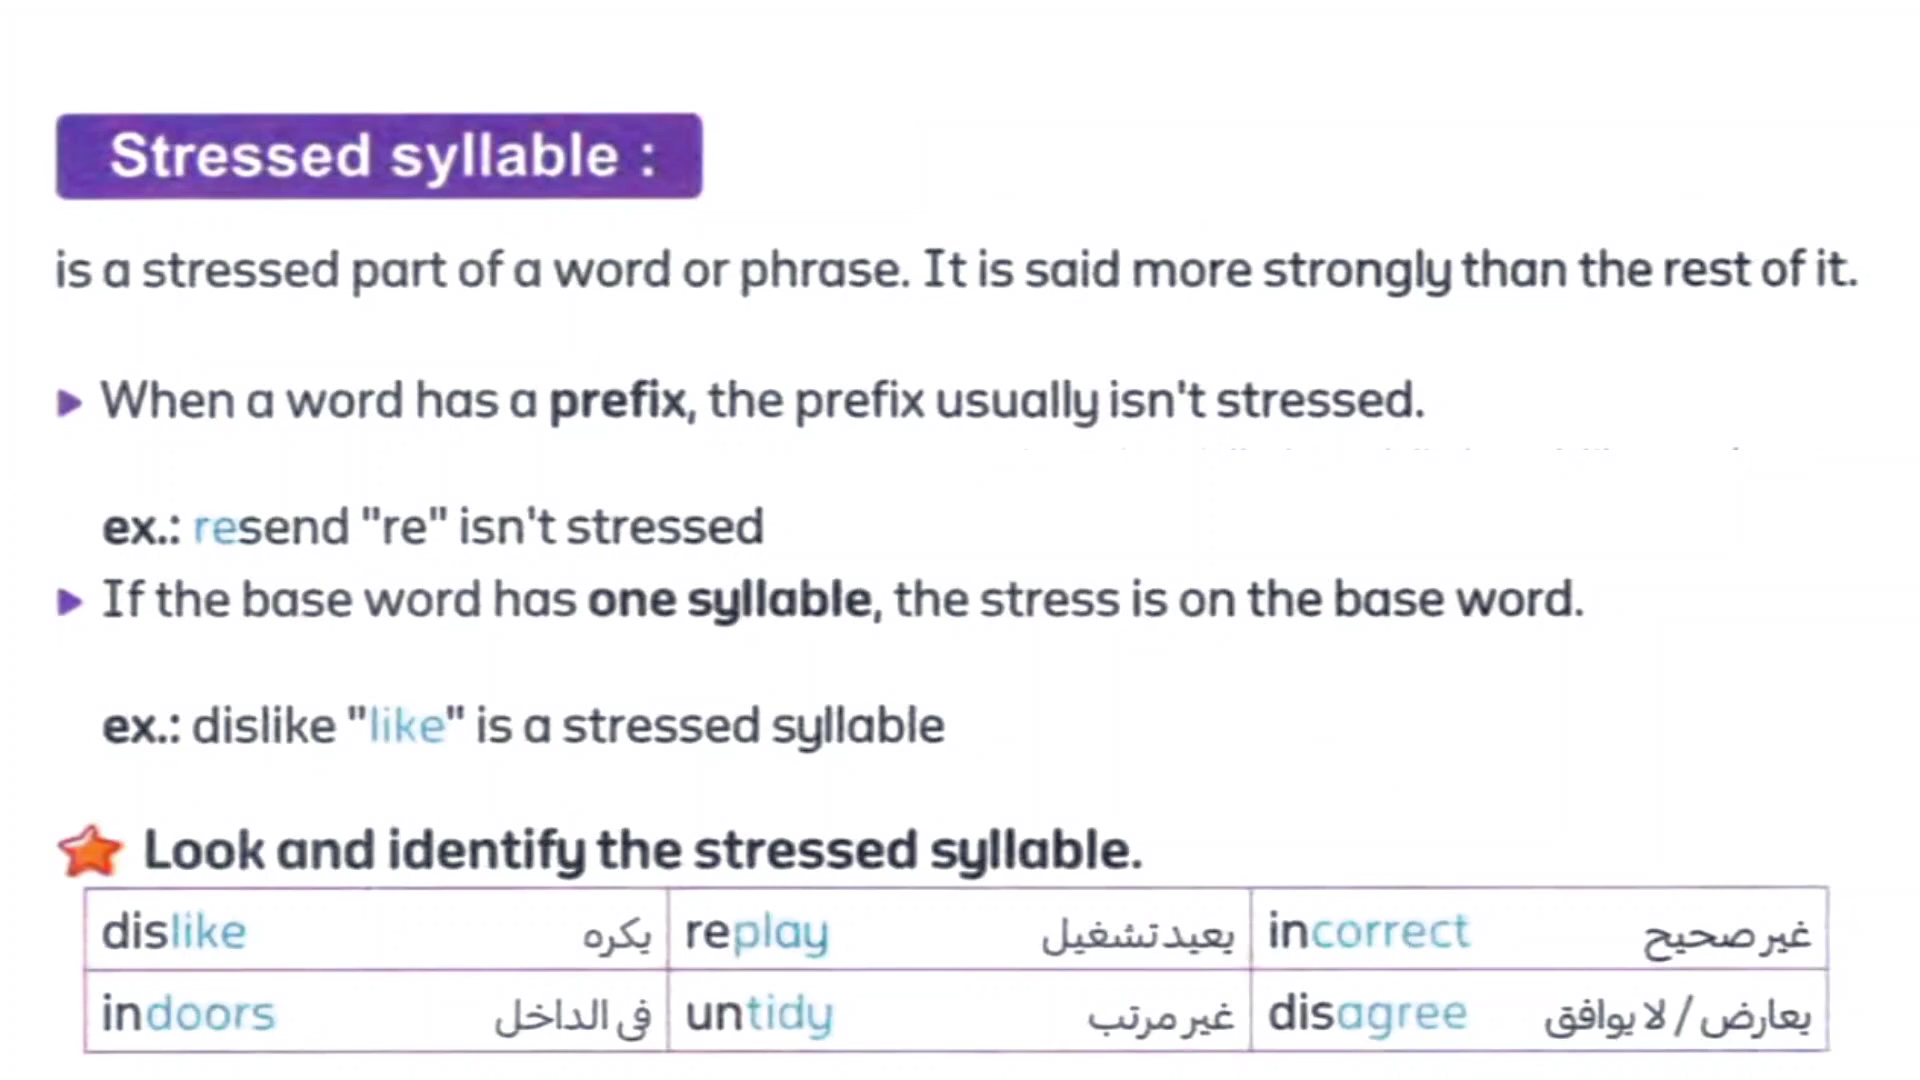 Stressed syllable :
is a stressed part of a word or phrase. It is said more strongly than the rest of it.
When a word has a prefix, the prefix usually isn't stressed.
ex.: resend "re" isn't stressed
If the base word has one syllable, the stress is on the base word.
ex.: dislike "like" is a stressed syllable
Look and identify the stressed syllable.
dislike يكره replay يعيد تشغيل incorrect غير صحيح
indoors فى الداخل untidy غير مرتب disagree يعارض / لا يوافق